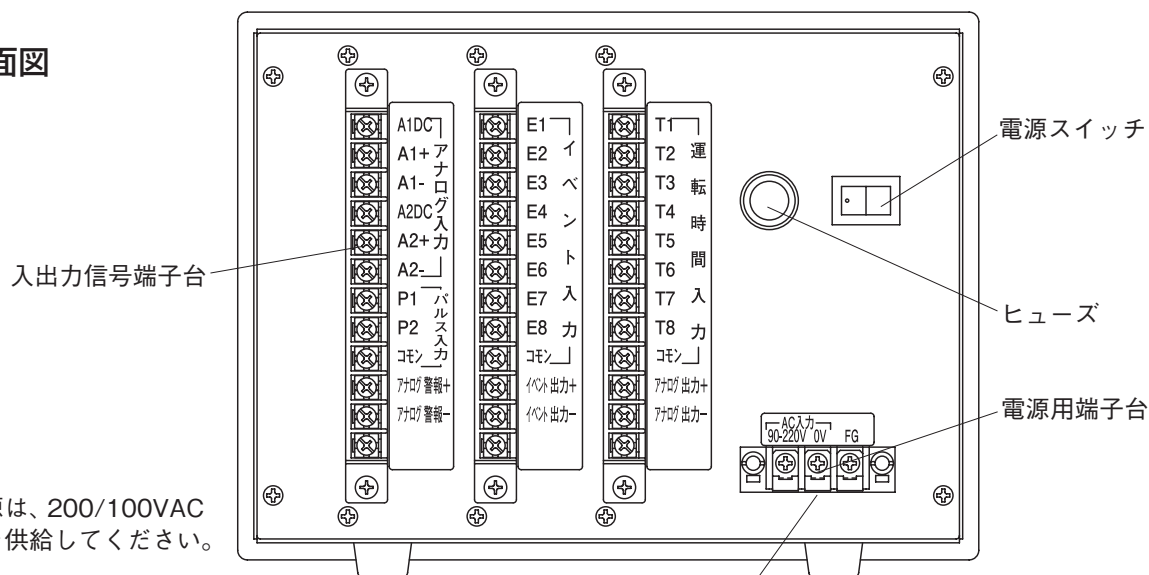 面図
A1DC
A1+
A1-
A2DC
A2+
A2-
アナログ入力
P1
P2
コモン
パルス入力
アナログ警報+
アナログ警報−
E1
E2
E3
E4
E5
E6
E7
E8
コモン
イベント入力
イベント出力+
イベント出力−
T1
T2
T3
T4
T5
T6
T7
T8
コモン
運転時間入力
アナログ出力+
アナログ出力−
電源スイッチ
ヒューズ
入出力信号端子台
AC入力
90-220V 0V FG
電源用端子台
は、200/100VAC
供給してください。